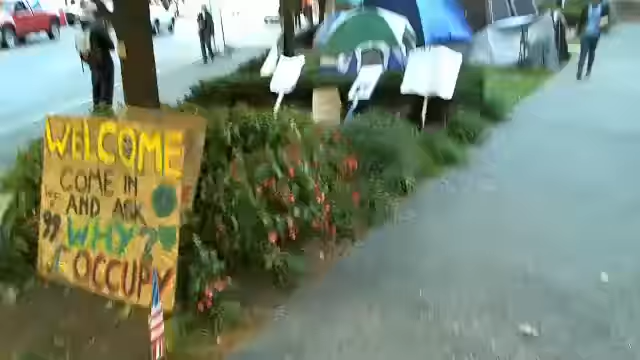 WELCOME
COME IN
AND ASK
99 WHY?
OCCUPY